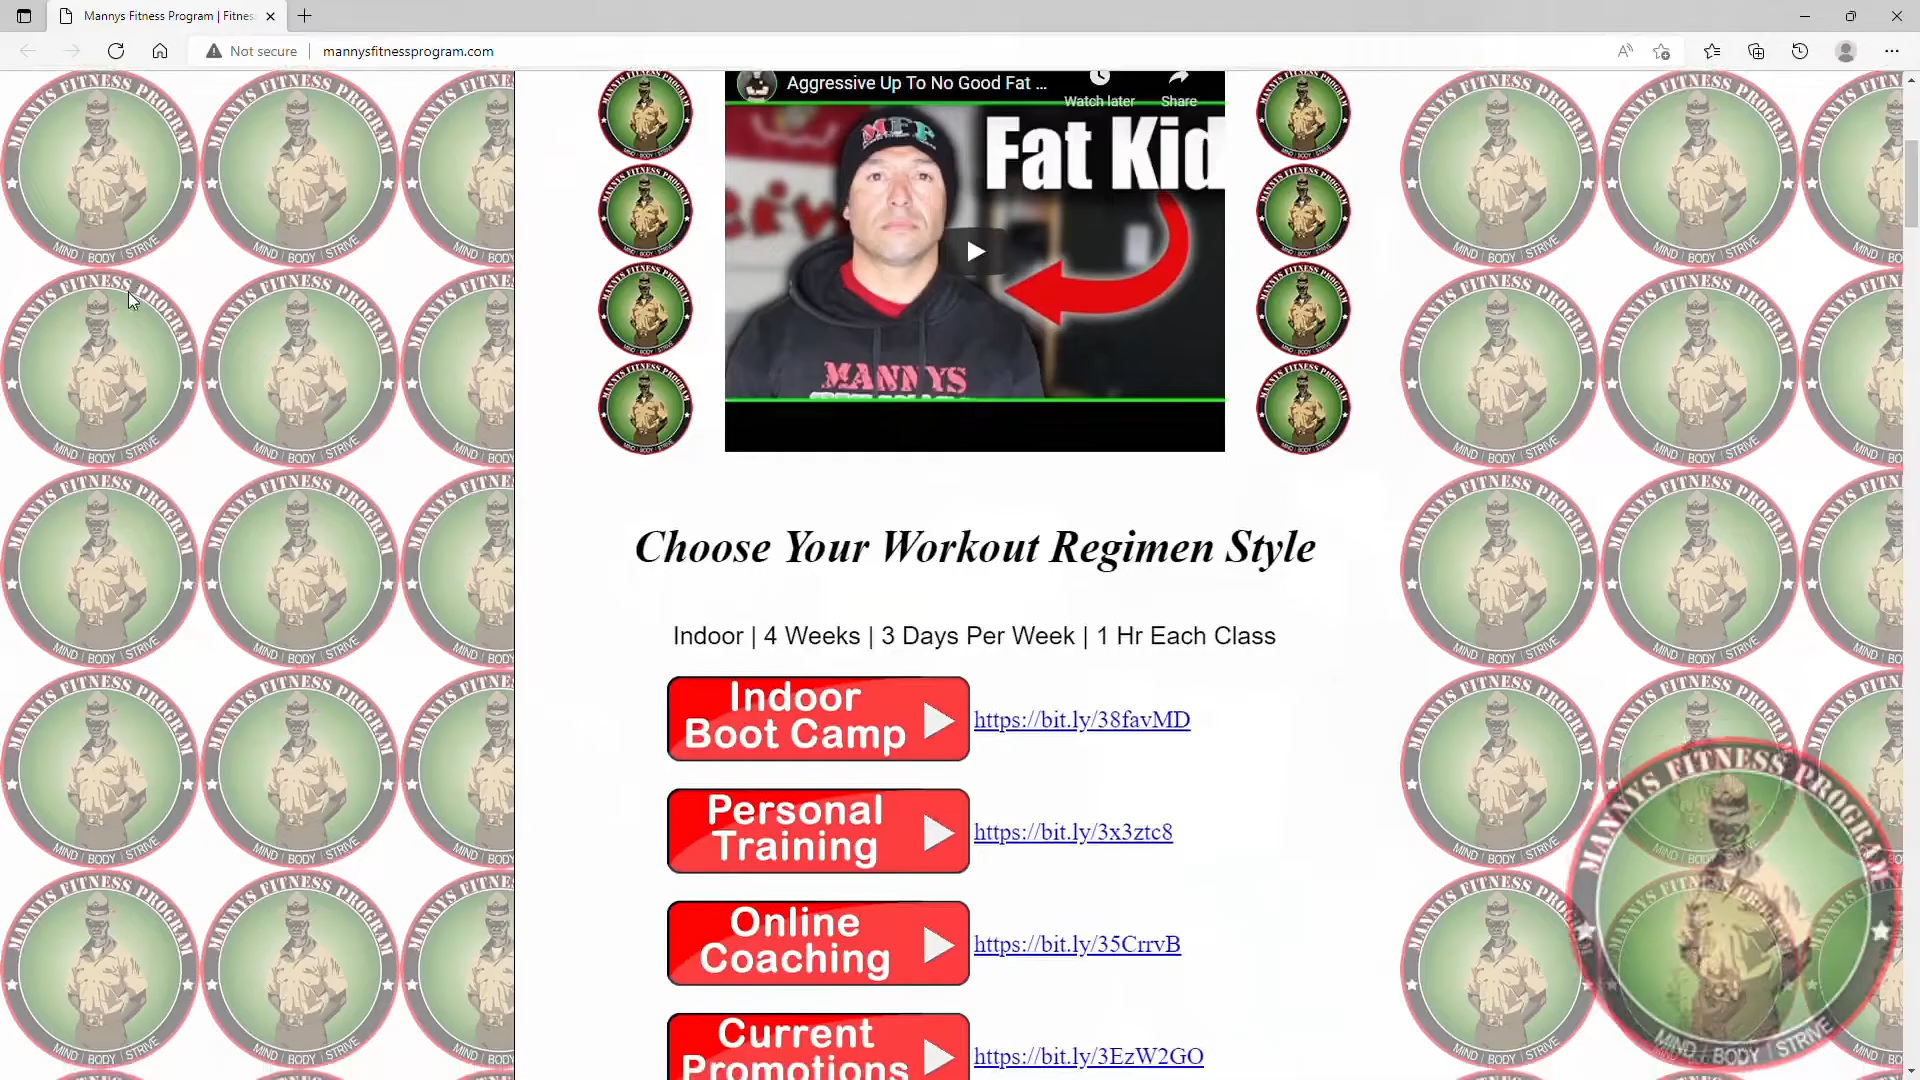 Mannys Fitness Program | Fitnes
Not secure
mannysfitnessprogram.com
Aggressive Up To No Good Fat ...
Watch later
Share
MFP
Fat Kid
MANNYS
Choose Your Workout Regimen Style
Indoor | 4 Weeks | 3 Days Per Week | 1 Hr Each Class
Indoor
Boot Camp
https://bit.ly/38favMD
Personal
Training
https://bit.ly/3x3ztc8
Online
Coaching
https://bit.ly/35CrrvB
Current
Promotions
https://bit.ly/3EzW2GO
MANNYS FITNESS PROGRAM
MIND | BODY | STRIVE